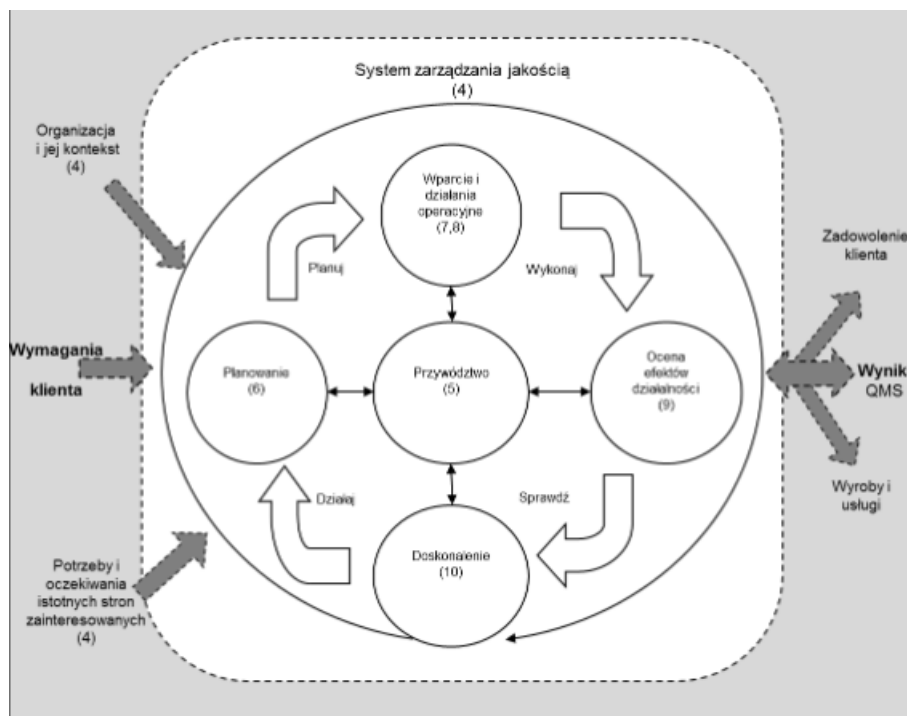 System zarządzania jakością
(4)
Organizacja
i jej kontekst
(4)
Wparcie i
działania
operacyjne
(7,8)
Planuj
Wykonaj
Zadowolenie
klienta
Wymagania
klienta
Planowanie
(6)
Przywództwo
(5)
Ocena
efektów
działalności
(9)
Wynik
QMS
Działaj
Sprawdź
Wyroby i
usługi
Doskonalenie
(10)
Potrzeby i
oczekiwania
istotnych stron
zainteresowanych
(4)